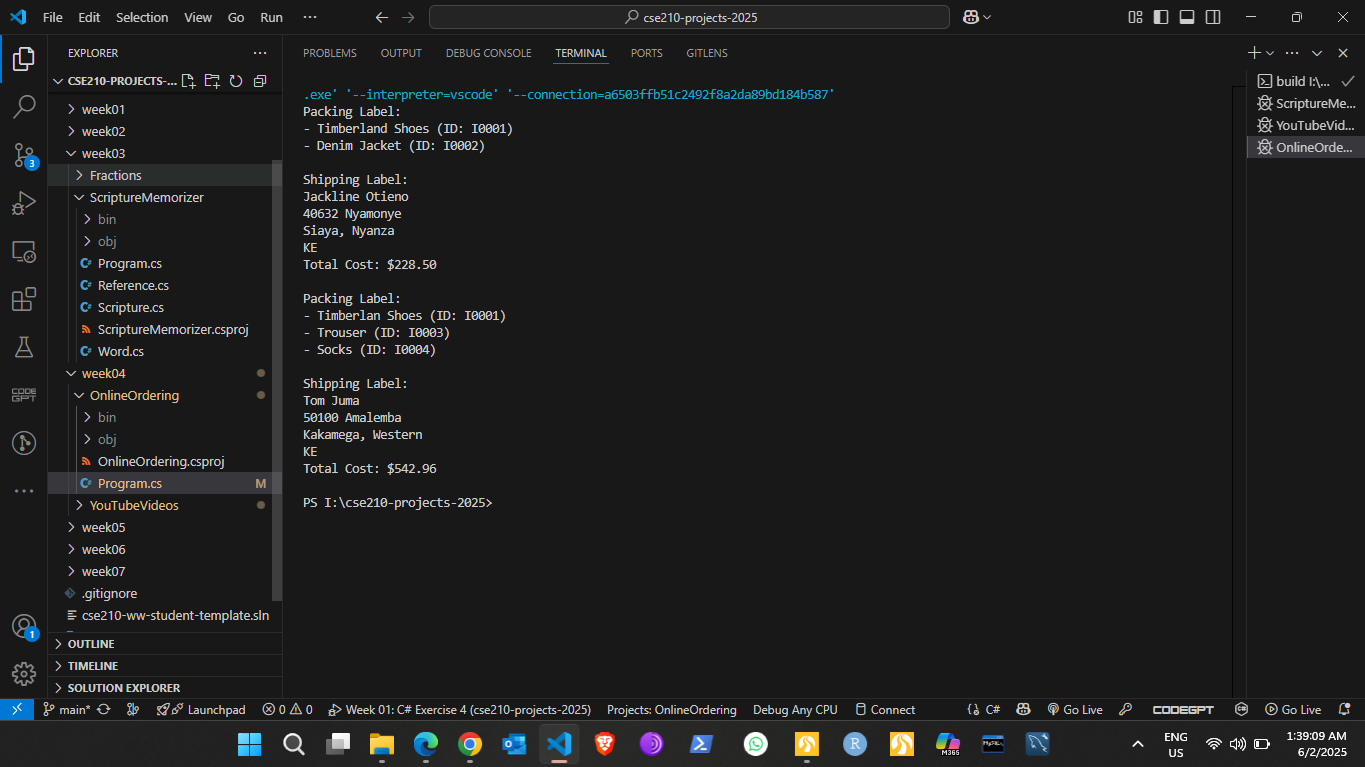 File Edit Selection View Go Run ···
cse210-projects-2025
EXPLORER
CSE210-PROJECTS-...
week01
week02
week03
Fractions
ScriptureMemorizer
bin
obj
Program.cs
Reference.cs
Scripture.cs
ScriptureMemorizer.csproj
Word.cs
week04
OnlineOrdering
bin
obj
OnlineOrdering.csproj
Program.cs M
YouTubeVideos
week05
week06
week07
.gitignore
cse210-ww-student-template.sln
OUTLINE
TIMELINE
SOLUTION EXPLORER
3
CODE GPT
1
PROBLEMS OUTPUT DEBUG CONSOLE TERMINAL PORTS GITLENS
.exe' '--interpreter=vscode' '--connection=a6503ffb51c2492f8a2da89bd184b587'
Packing Label:
- Timberland Shoes (ID: I0001)
- Denim Jacket (ID: I0002)
Shipping Label:
Jackline Otieno
40632 Nyamonye
Siaya, Nyanza
KE
Total Cost: $228.50
Packing Label:
- Timberlan Shoes (ID: I0001)
- Trouser (ID: I0003)
- Socks (ID: I0004)
Shipping Label:
Tom Juma
50100 Amalemba
Kakamega, Western
KE
Total Cost: $542.96
PS I:\cse210-projects-2025>
build I:\...
ScriptureMe...
YouTubeVid...
OnlineOrde...
main* Launchpad 0 0 Week 01: C# Exercise 4 (cse210-projects-2025) Projects: OnlineOrdering Debug Any CPU Connect C# Go Live CODEGPT Go Live
M365
MySQL
ENG
US
1:39:09 AM
6/2/2025